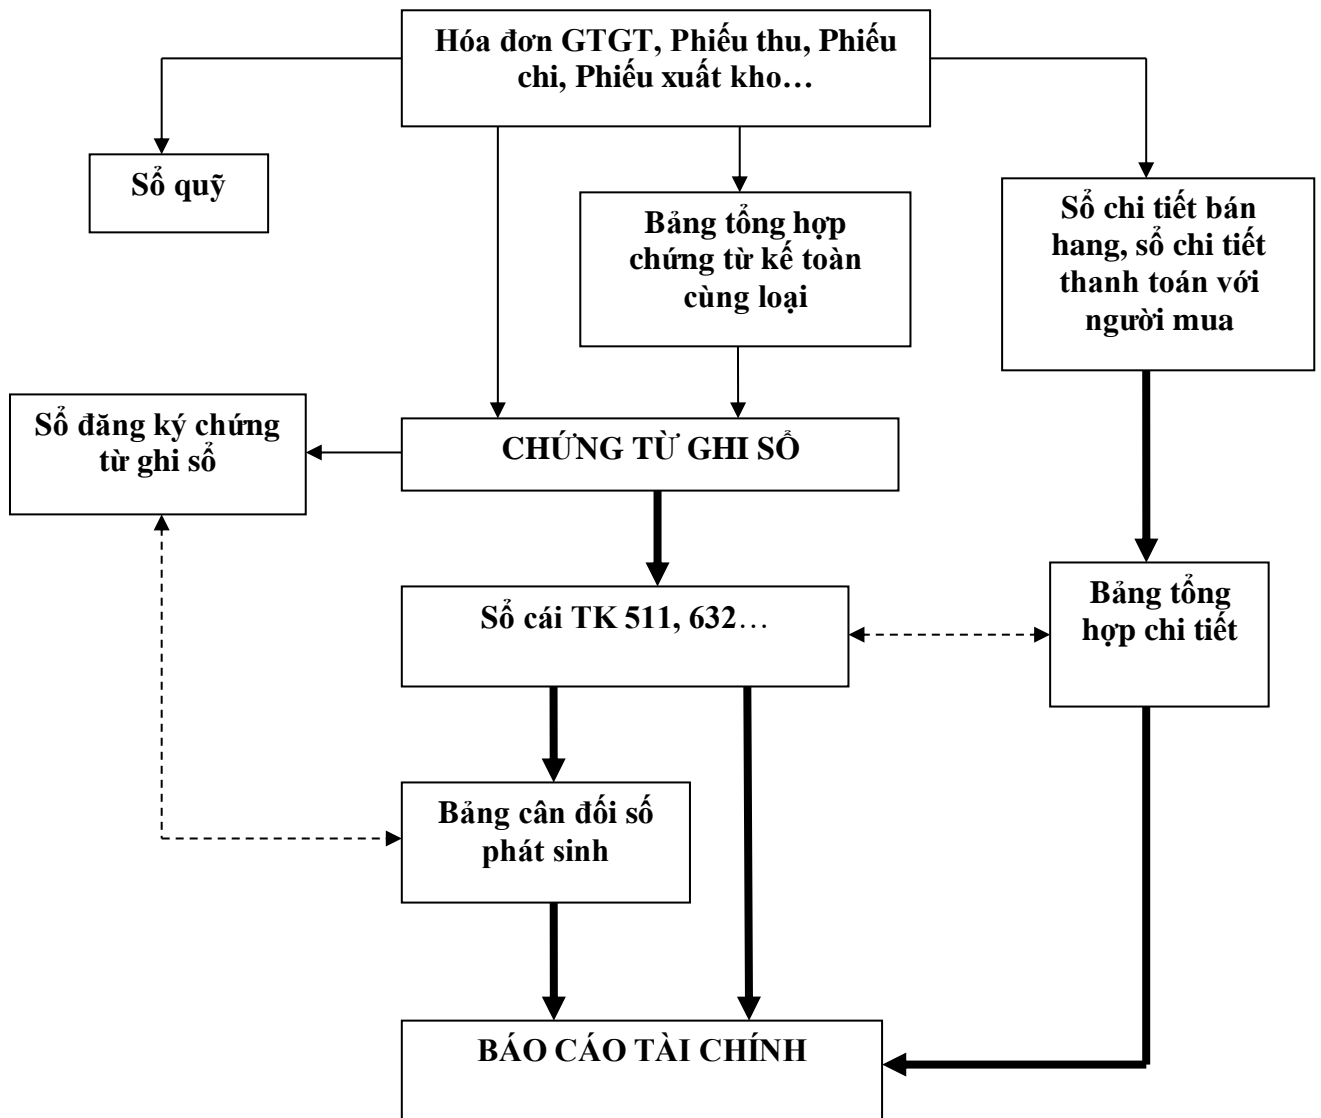 Hóa đơn GTGT, Phiếu thu, Phiếu
chi, Phiếu xuất kho…
Sổ quỹ
Bảng tổng hợp
chứng từ kế toàn
cùng loại
Sổ chi tiết bán
hang, sổ chi tiết
thanh toán với
người mua
Sổ đăng ký chứng
từ ghi sổ
CHỨNG TỪ GHI SỔ
Sổ cái TK 511, 632…
Bảng tổng
hợp chi tiết
Bảng cân đối số
phát sinh
BÁO CÁO TÀI CHÍNH